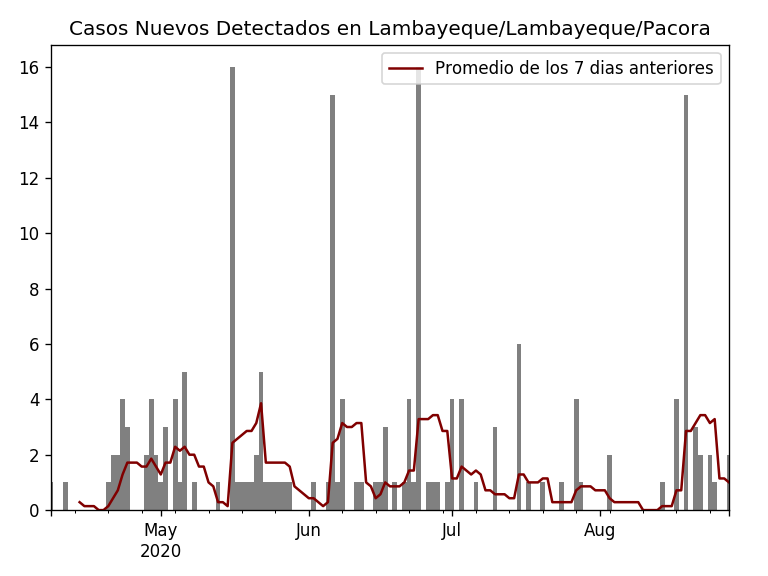 Casos Nuevos Detectados en Lambayeque/Lambayeque/Pacora
Promedio de los 7 dias anteriores
16
14
12
10
8
6
4
2
0
May
2020
Jun
Jul
Aug